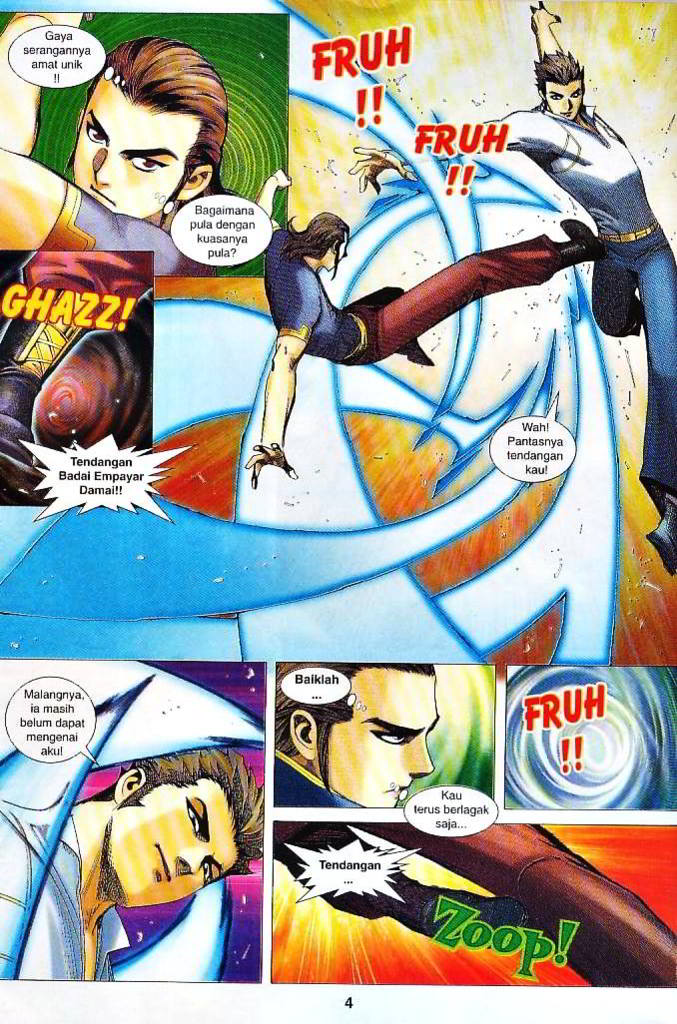 Gaya
serangannya
amat unik
!!
Bagaimana
pula dengan
kuasanya
pula?
FRUH
!!
FRUH
!!
GHAZZ!
Tendangan
Badai Empayar
Damai!!
Wah!
Pantasnya
tendangan
kau!
Malangnya,
ia masih
belum dapat
mengenai
aku!
Baiklah
...
Kau
terus berlagak
saja...
FRUH
!!
Tendangan
...
Zoop!
4